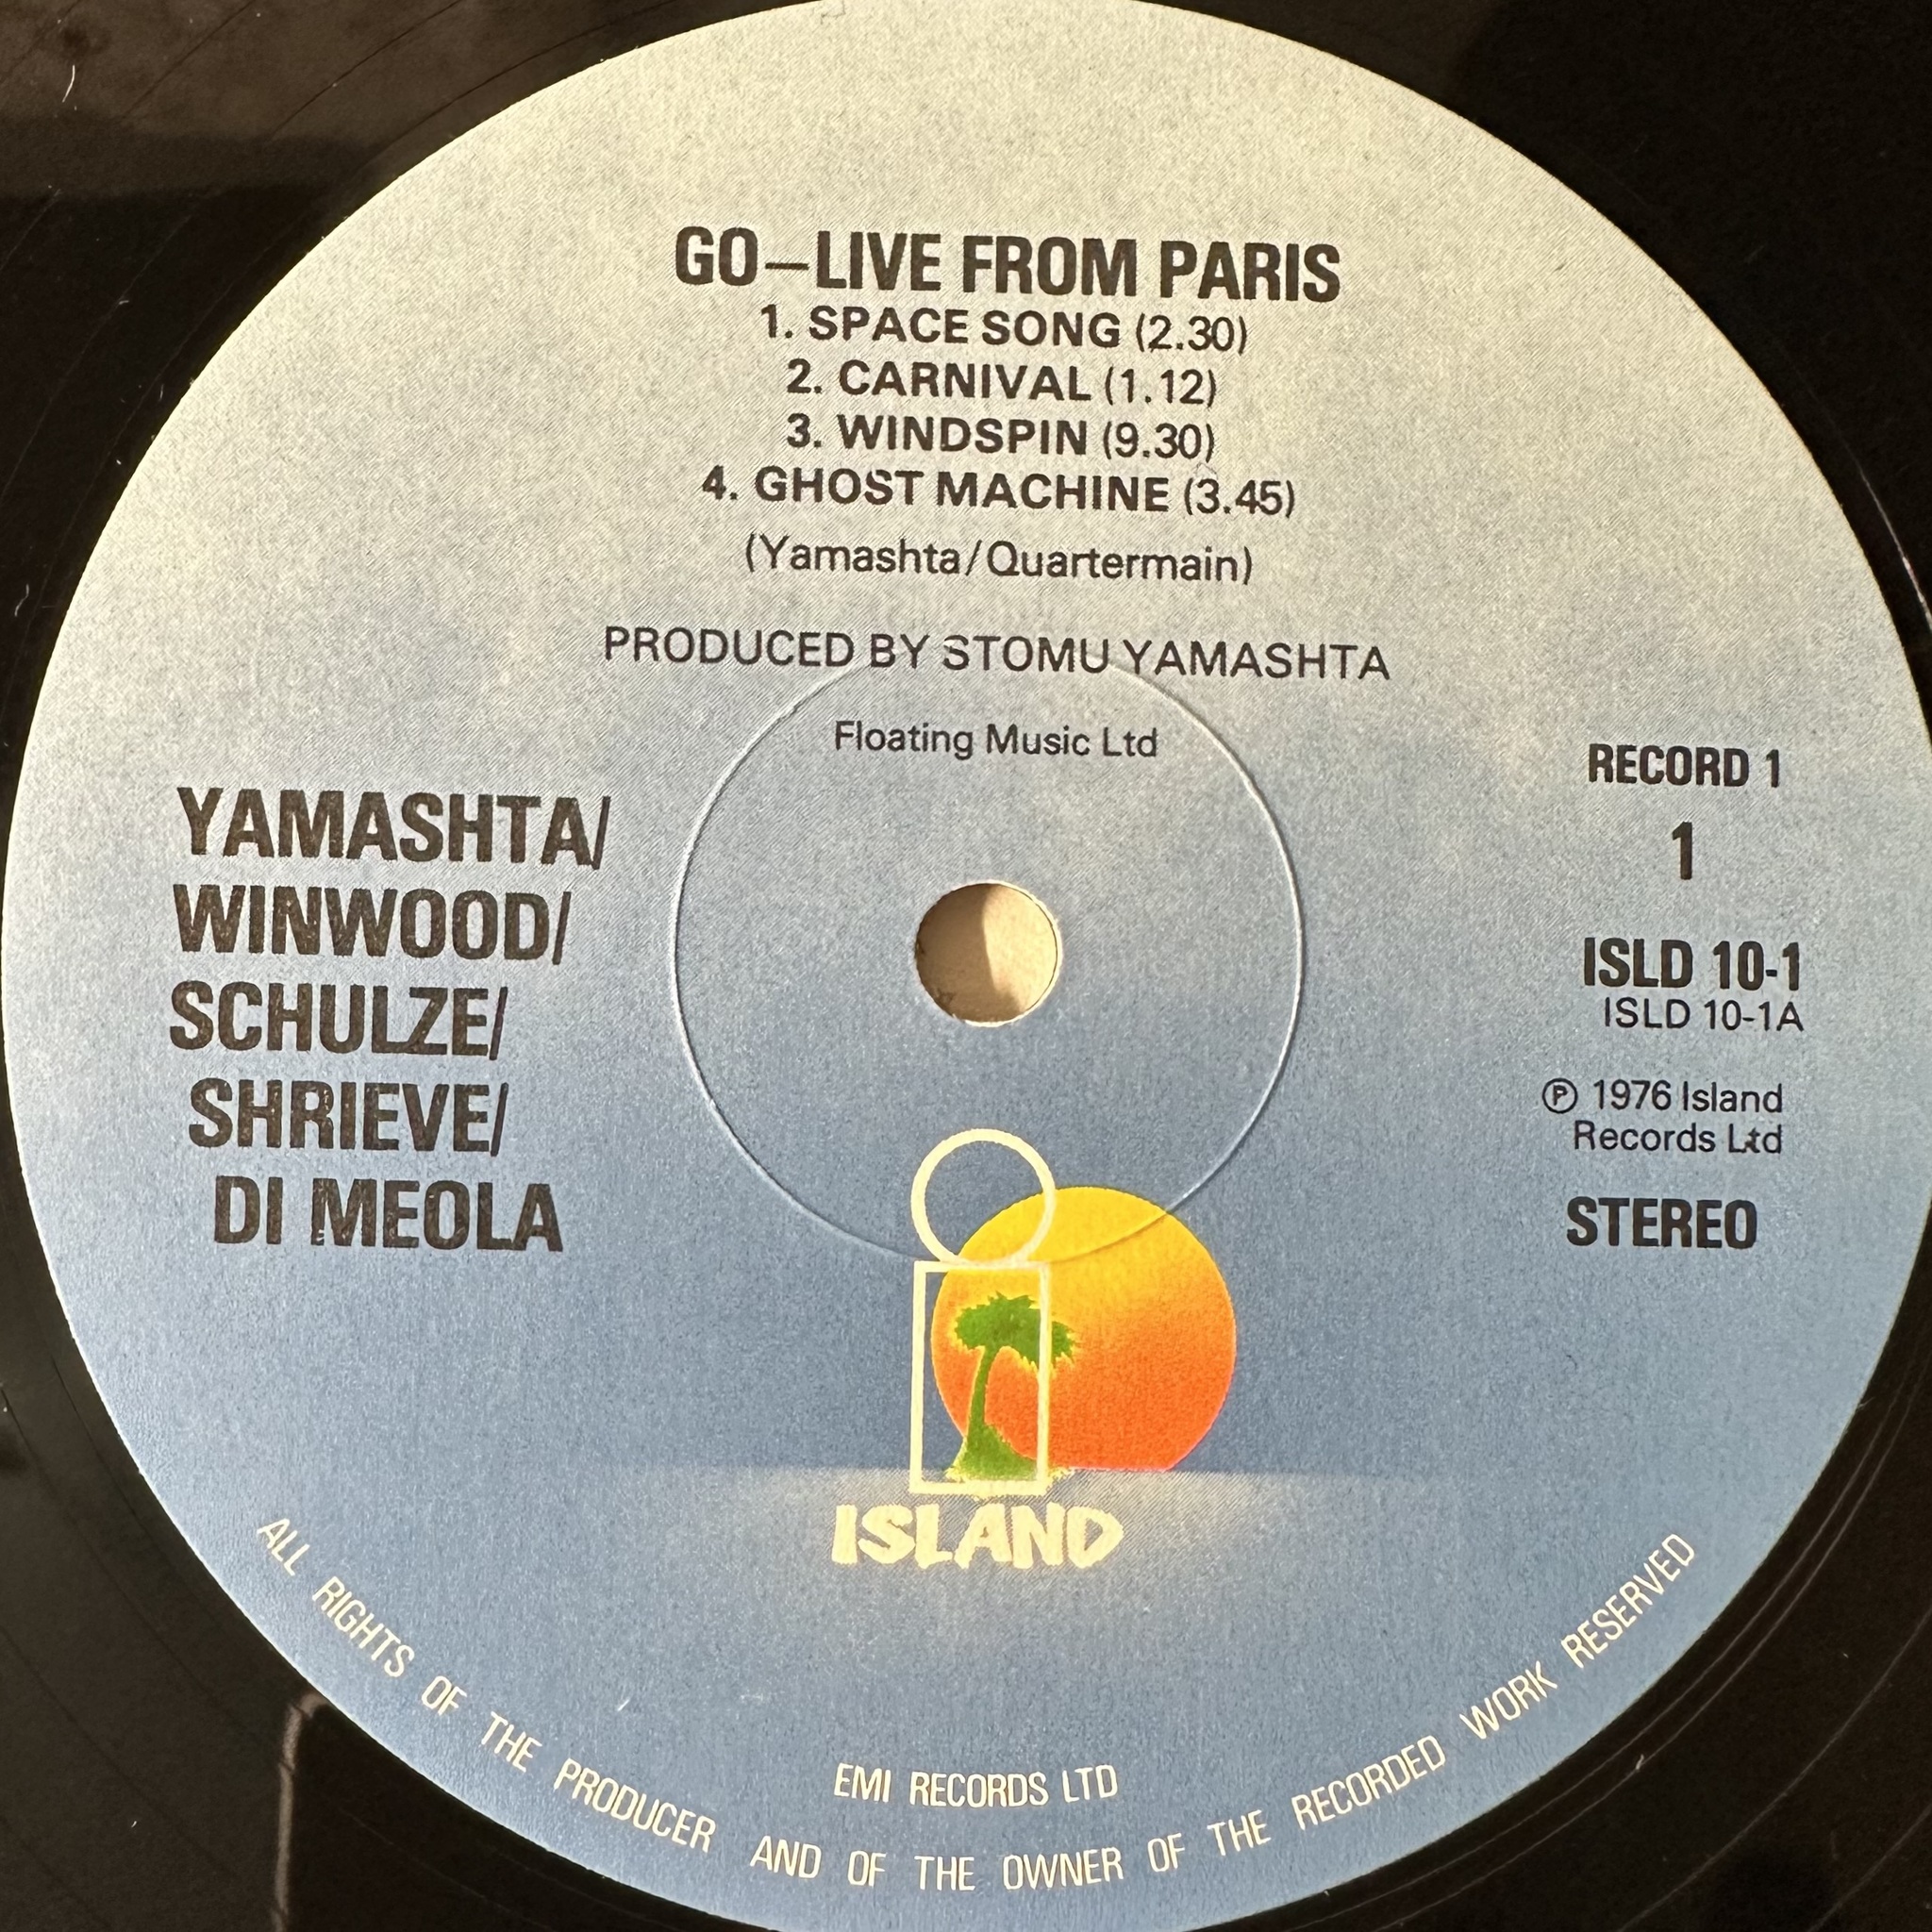 GO–LIVE FROM PARIS
1. SPACE SONG (2.30)
2. CARNIVAL (1.12)
3. WINDSPIN (9.30)
4. GHOST MACHINE (3.45)
(Yamashta/Quartermain)
PRODUCED BY STOMU YAMASHTA
Floating Music Ltd
YAMASHTA/
WINWOOD/
SCHULZE/
SHRIEVE/
DI MEOLA
RECORD 1
1
ISLD 10-1
ISLD 10-1A
℗ 1976 Island
Records Ltd
STEREO
ISLAND
EMI RECORDS LTD
ALL RIGHTS OF THE PRODUCER AND OF THE OWNER OF THE RECORDED WORK RESERVED